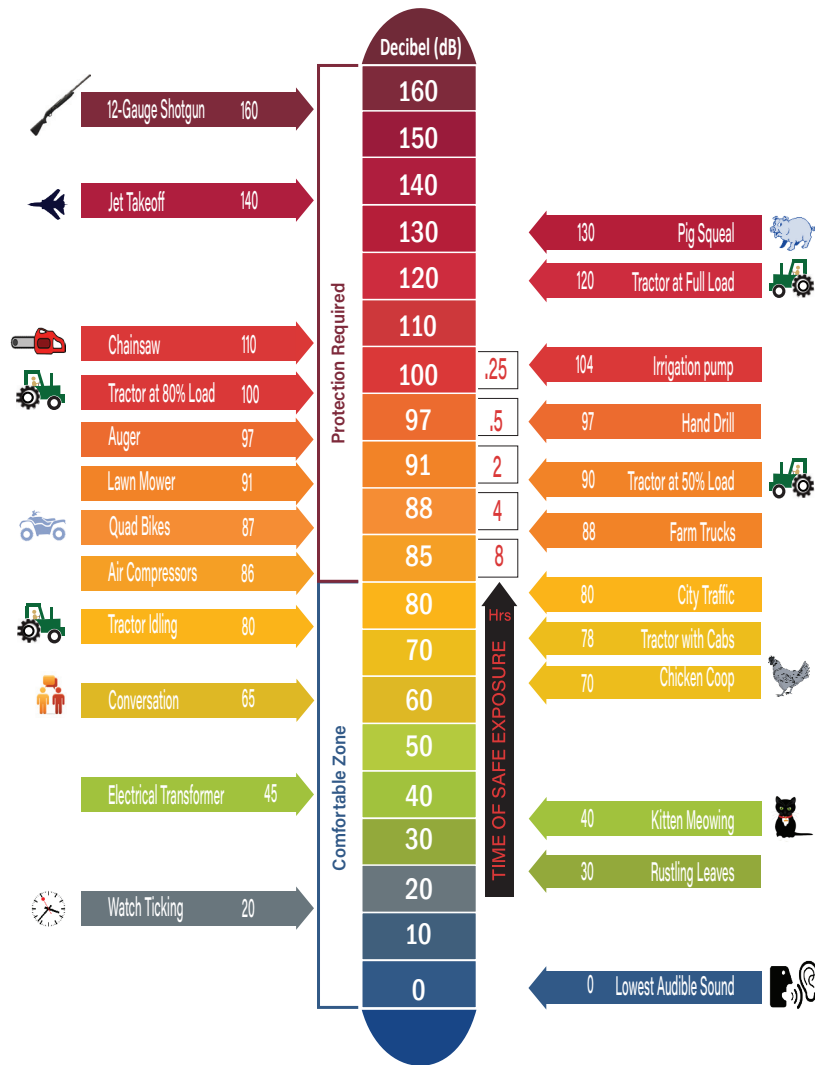 Decibel (dB)
12-Gauge Shotgun 160
Jet Takeoff 140
Chainsaw 110
Tractor at 80% Load 100
Auger 97
Lawn Mower 91
Quad Bikes 87
Air Compressors 86
Tractor Idling 80
Conversation 65
Electrical Transformer 45
Watch Ticking 20
Protection Required
Comfortable Zone
160
150
140
130
120
110
100
97
91
88
85
80
70
60
50
40
30
20
10
0
.25
.5
2
4
8
Hrs
TIME OF SAFE EXPOSURE
130 Pig Squeal
120 Tractor at Full Load
104 Irrigation pump
97 Hand Drill
90 Tractor at 50% Load
88 Farm Trucks
80 City Traffic
78 Tractor with Cabs
70 Chicken Coop
40 Kitten Meowing
30 Rustling Leaves
0 Lowest Audible Sound